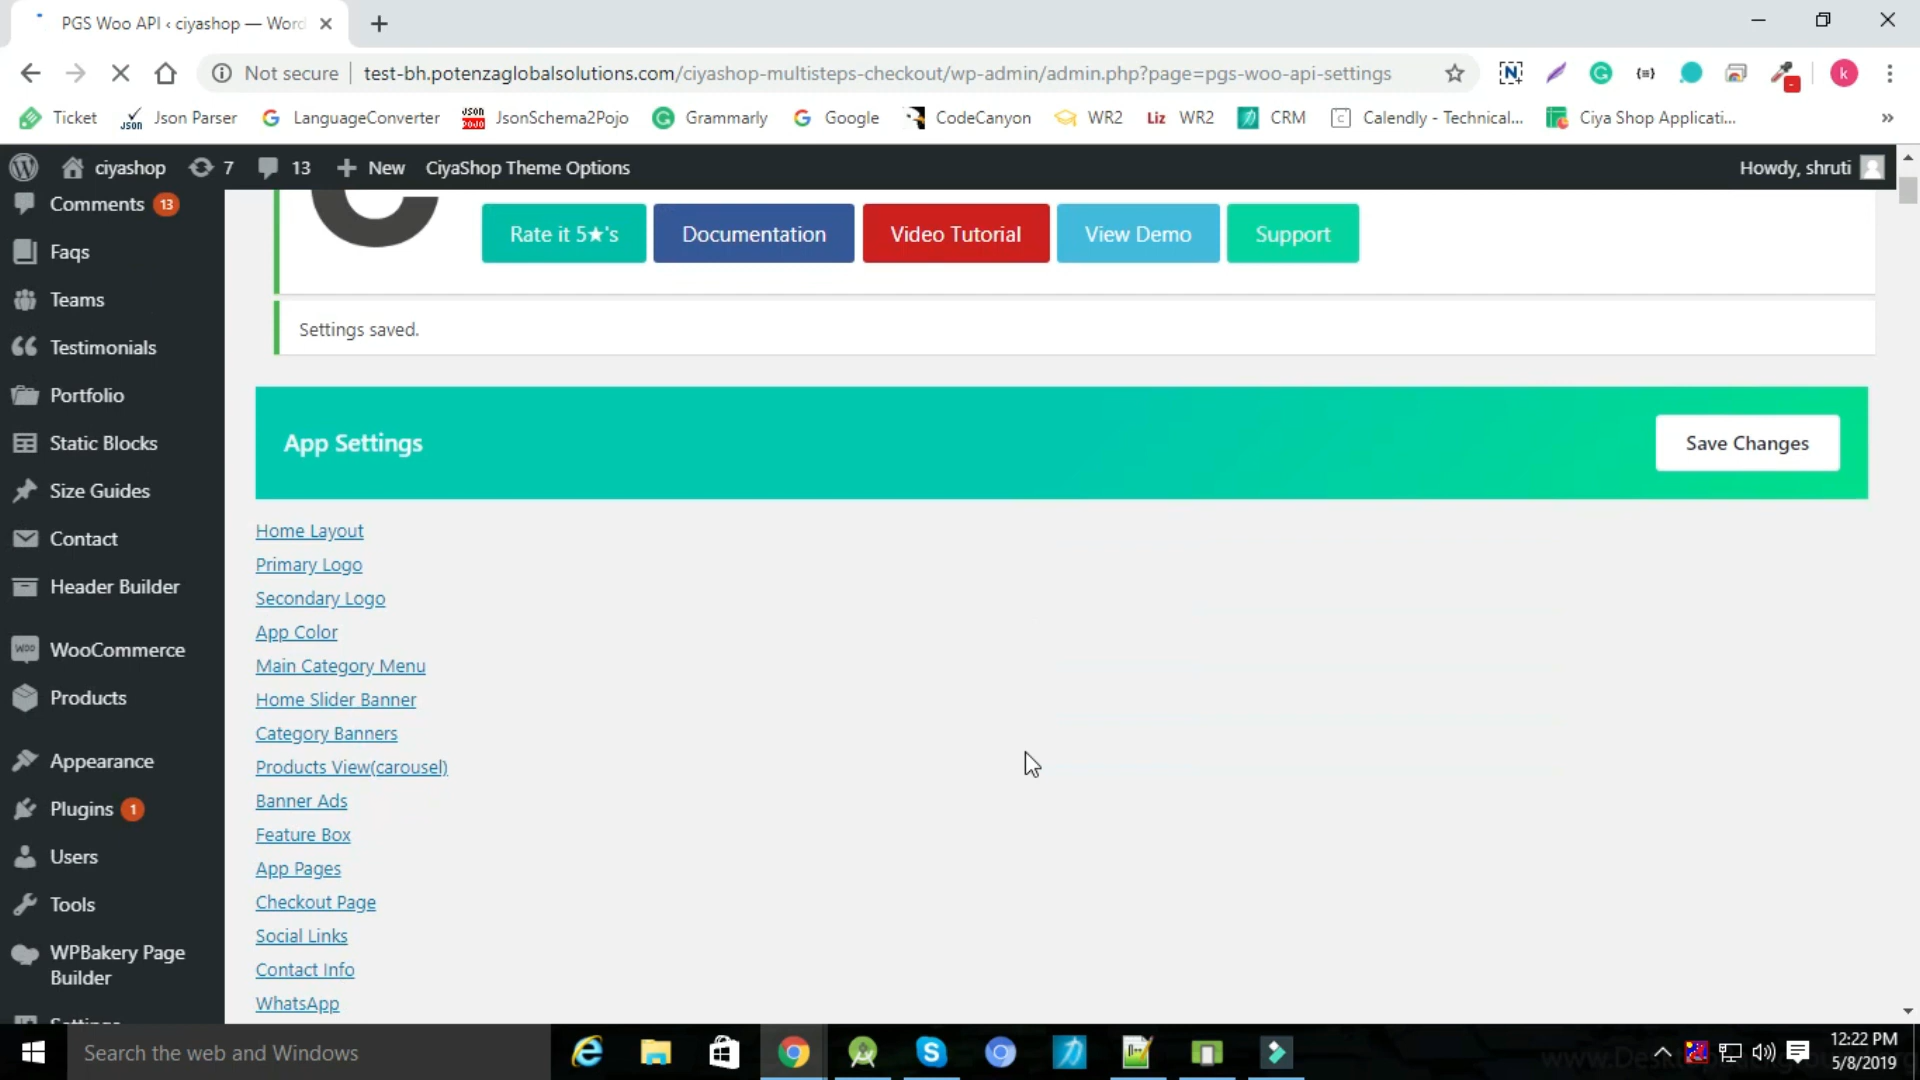 PGS Woo API ‹ ciyashop — Word
Not secure
test-bh.potenzaglobalsolutions.com/ciyashop-multisteps-checkout/wp-admin/admin.php?page=pgs-woo-api-settings
k
Ticket
JSON
Json Parser
LanguageConverter
JSON POJO
JsonSchema2Pojo
Grammarly
Google
CodeCanyon
WR2
Liz
WR2
CRM
Calendly - Technical...
Ciya Shop Applicati...
»
ciyashop
7
13
New
CiyaShop Theme Options
Howdy, shruti
Comments 13
Faqs
Teams
Testimonials
Portfolio
Static Blocks
Size Guides
Contact
Header Builder
WooCommerce
Products
Appearance
Plugins 1
Users
Tools
WPBakery Page
Builder
Rate it 5★'s
Documentation
Video Tutorial
View Demo
Support
Settings saved.
App Settings
Save Changes
Home Layout
Primary Logo
Secondary Logo
App Color
Main Category Menu
Home Slider Banner
Category Banners
Products View(carousel)
Banner Ads
Feature Box
App Pages
Checkout Page
Social Links
Contact Info
WhatsApp
Search the web and Windows
12:22 PM
5/8/2019